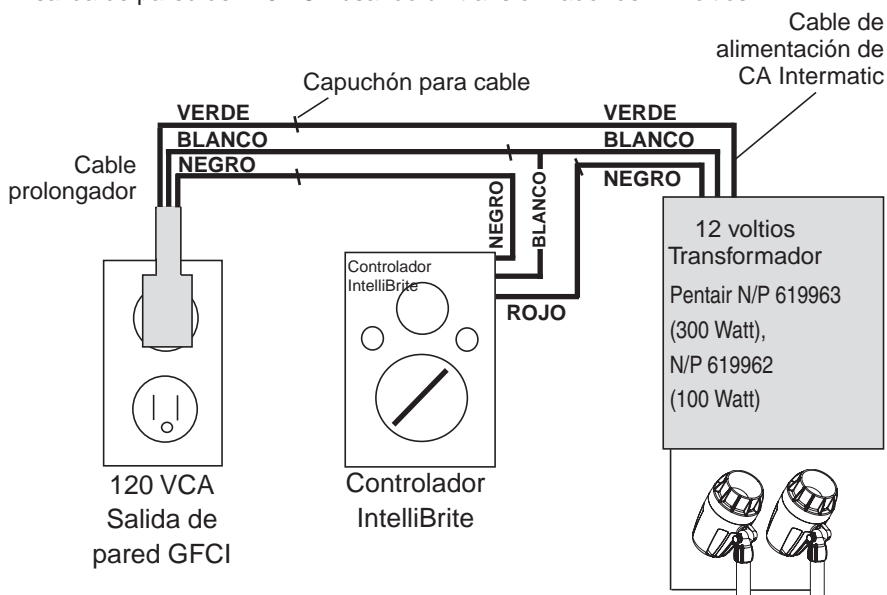 Cable de
alimentación de
CA Intermatic
Capuchón para cable
VERDE
VERDE
BLANCO
BLANCO
Cable
prolongador
NEGRO
NEGRO
NEGRO
BLANCO
12 voltios
Transformador
Pentair N/P 619963
(300 Watt),
N/P 619962
(100 Watt)
Controlador
IntelliBrite
ROJO
120 VCA
Salida de
pared GFCI
Controlador
IntelliBrite